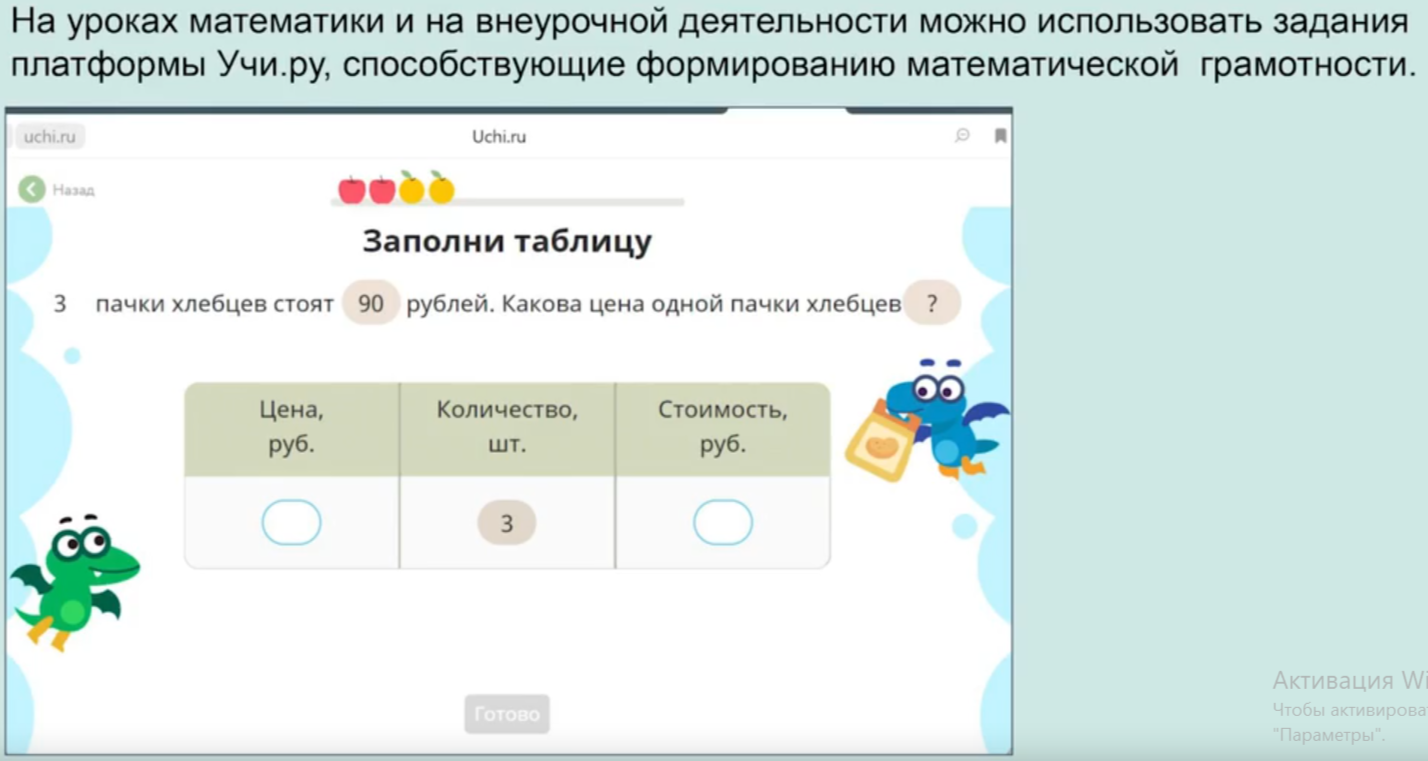 На уроках математики и на внеурочной деятельности можно использовать задания
платформы Учи.ру, способствующие формированию математической грамотности.
uchi.ru
Uchi.ru
Назад
Заполни таблицу
3 пачки хлебцев стоят 90 рублей. Какова цена одной пачки хлебцев ?
Цена, руб.
Количество, шт.
Стоимость, руб.
3
Готово
Активация Wi
Чтобы активироват
"Параметры".